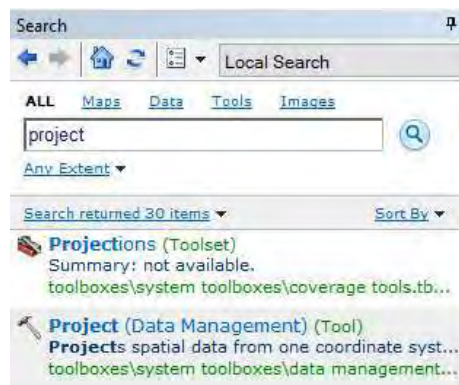 Search
Local Search
ALL Maps Data Tools Images
project
Any Extent
Search returned 30 items Sort By
Projections (Toolset)
Summary: not available.
toolboxes\system toolboxes\coverage tools.tb...
Project (Data Management) (Tool)
Projects spatial data from one coordinate syst...
toolboxes\system toolboxes\data management...